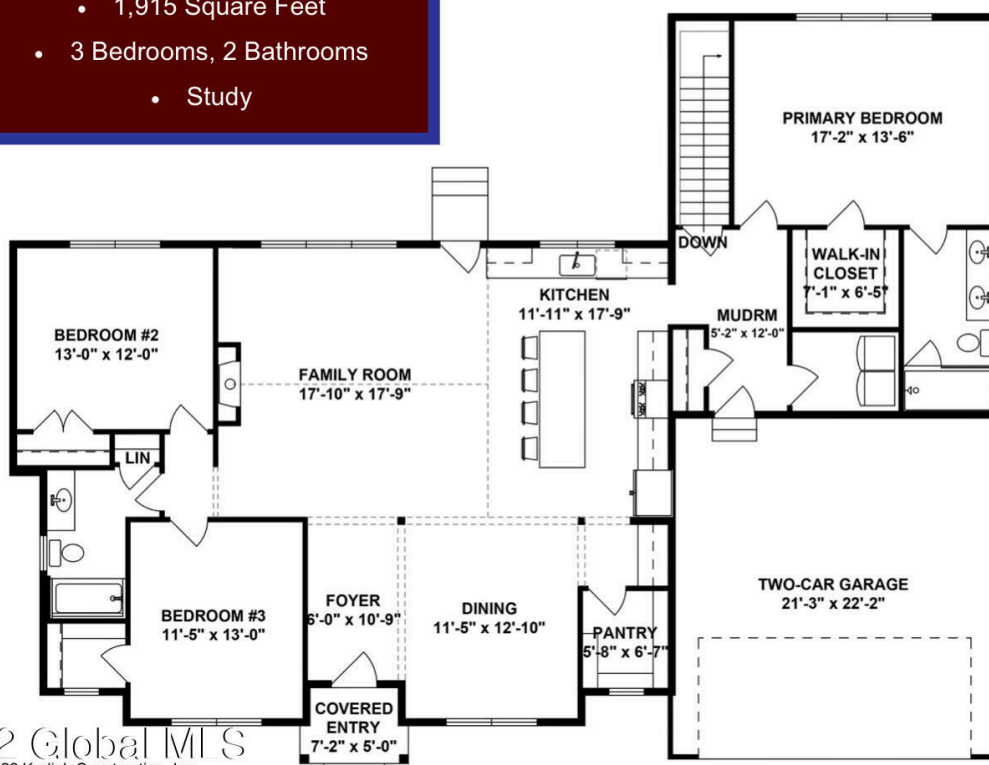 • 1,915 Square Feet
• 3 Bedrooms, 2 Bathrooms
• Study
PRIMARY BEDROOM
17'-2" x 13'-6"
DOWN
WALK-IN
CLOSET
7'-1" x 6'-5"
KITCHEN
11'-11" x 17'-9"
MUDRM
5'-2" x 12'-0"
BEDROOM #2
13'-0" x 12'-0"
FAMILY ROOM
17'-10" x 17'-9"
LIN
TWO-CAR GARAGE
21'-3" x 22'-2"
FOYER
6'-0" x 10'-9"
DINING
11'-5" x 12'-10"
BEDROOM #3
11'-5" x 13'-0"
PANTRY
5'-8" x 6'-7"
COVERED
ENTRY
7'-2" x 5'-0"
2 Global MLS